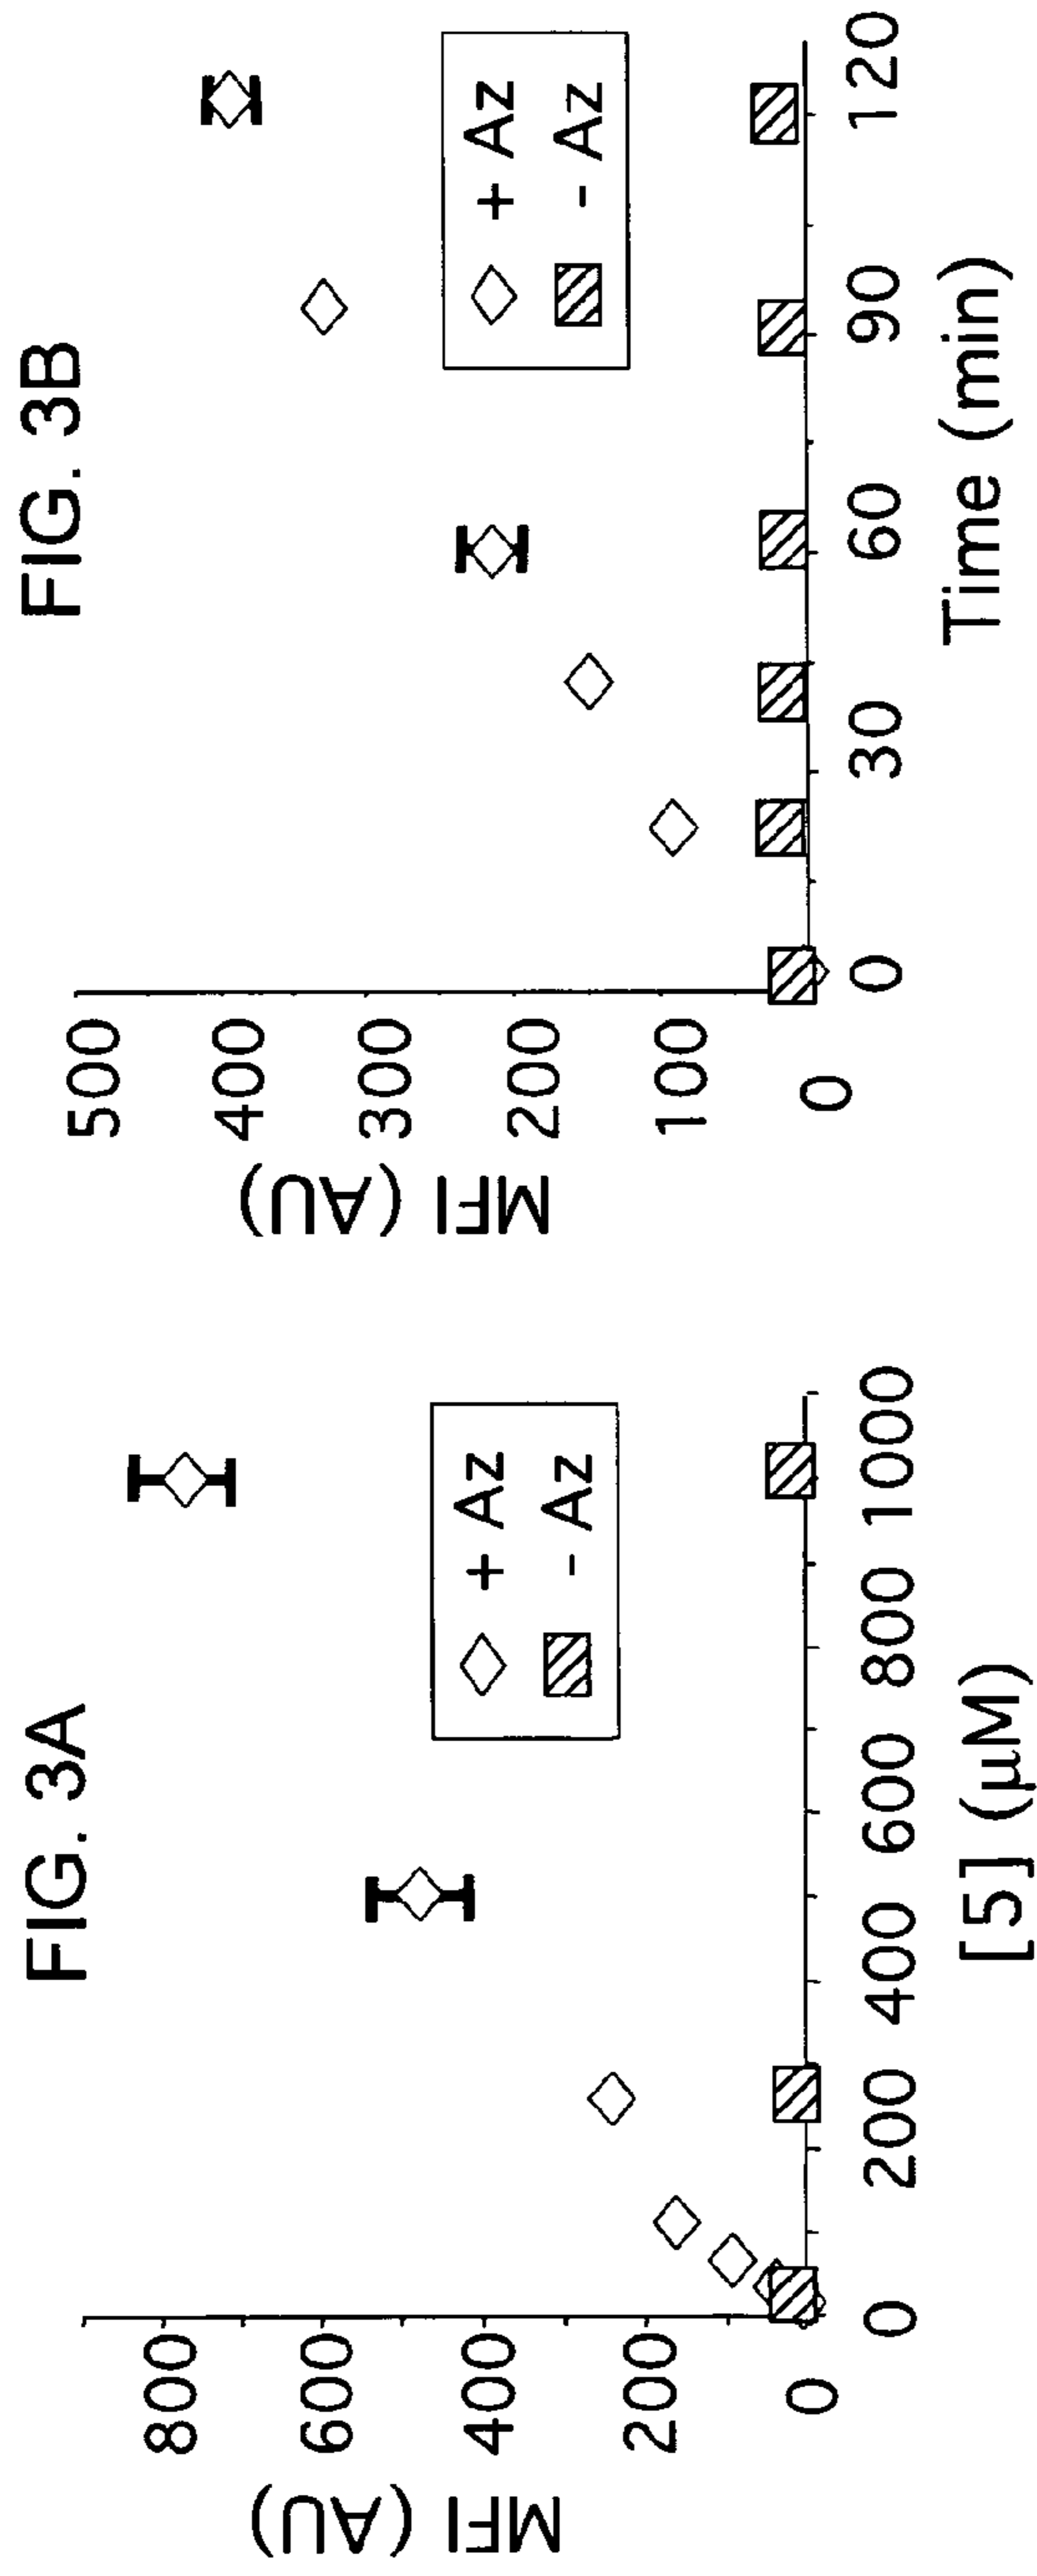 FIG. 3A
MFI (AU)
800
600
400
200
0
+ Az
- Az
0 200 400 600 800 1000
[5] (μM)
FIG. 3B
MFI (AU)
500
400
300
200
100
0
+ Az
- Az
0 30 60 90 120
Time (min)